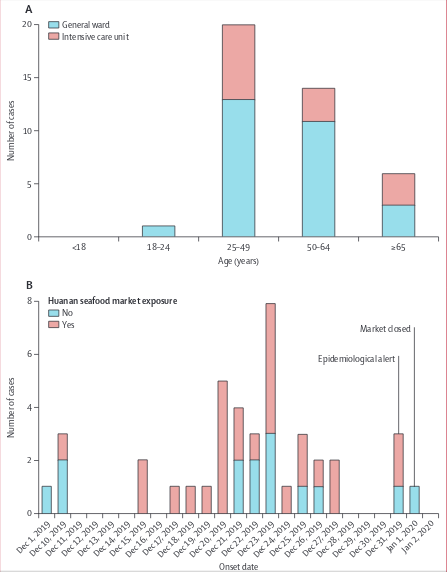 A
General ward
Intensive care unit
Number of cases
20
15
10
5
0
<18
18–24
25–49
50–64
≥65
Age (years)
B
Huanan seafood market exposure
No
Yes
Market closed
Epidemiological alert
Number of cases
8
6
4
2
0
Dec 1, 2019
Dec 10, 2019
Dec 11, 2019
Dec 12, 2019
Dec 13, 2019
Dec 14, 2019
Dec 15, 2019
Dec 16, 2019
Dec 17, 2019
Dec 18, 2019
Dec 19, 2019
Dec 20, 2019
Dec 21, 2019
Dec 22, 2019
Dec 23, 2019
Dec 24, 2019
Dec 25, 2019
Dec 26, 2019
Dec 27, 2019
Dec 28, 2019
Dec 29, 2019
Dec 30, 2019
Dec 31, 2019
Jan 1, 2020
Jan 2, 2020
Onset date